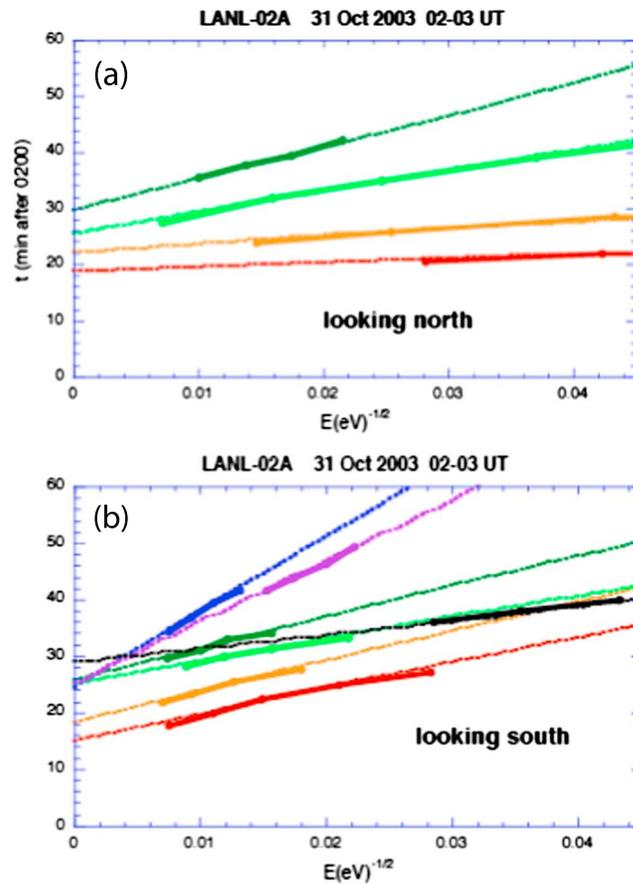 LANL-02A 31 Oct 2003 02-03 UT
60
(a)
50
40
30
20
10
0
t (min after 0200)
looking north
0 0.01 0.02 0.03 0.04
E(eV)^-1/2
LANL-02A 31 Oct 2003 02-03 UT
60
(b)
50
40
30
20
10
0
looking south
0 0.01 0.02 0.03 0.04
E(eV)^-1/2